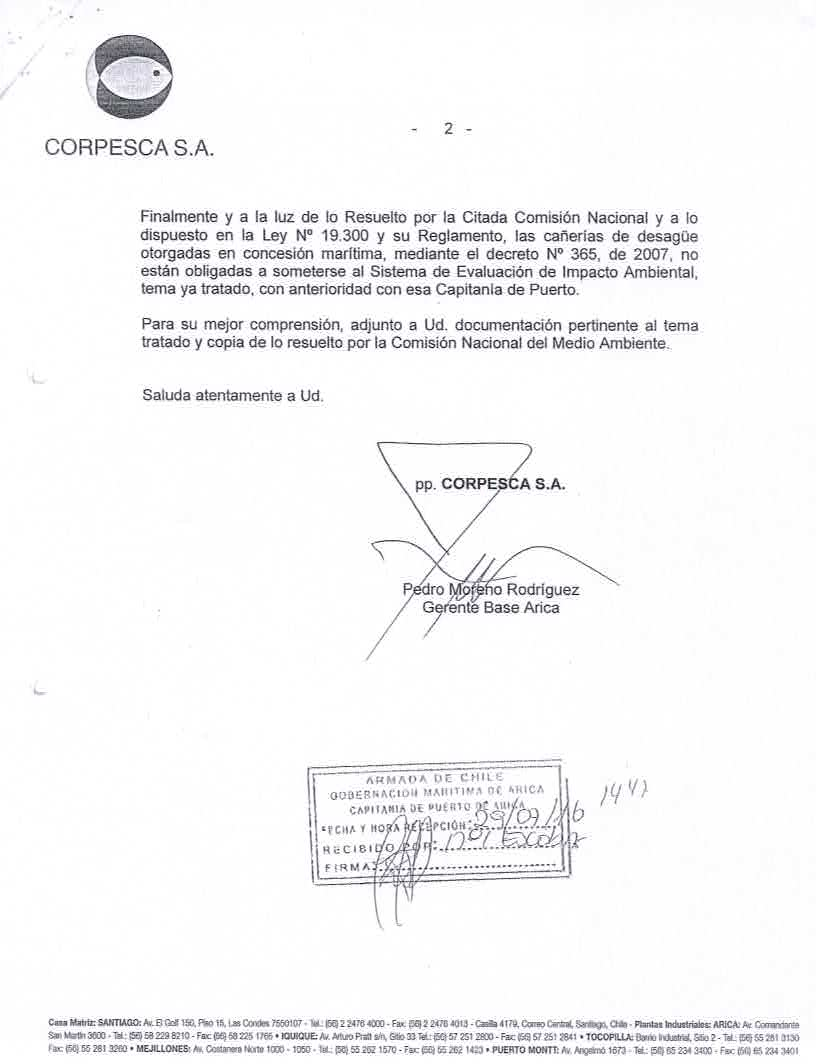 CORPESCA S.A.
- 2 -
Finalmente y a la luz de lo Resuelto por la Citada Comisión Nacional y a lo
dispuesto en la Ley Nº 19.300 y su Reglamento, las cañerías de desagüe
otorgadas en concesión marítima, mediante el decreto Nº 365, de 2007, no
están obligadas a someterse al Sistema de Evaluación de Impacto Ambiental,
tema ya tratado, con anterioridad con esa Capitanía de Puerto.
Para su mejor comprensión, adjunto a Ud. documentación pertinente al tema
tratado y copia de lo resuelto por la Comisión Nacional del Medio Ambiente.
Saluda atentamente a Ud.
pp. CORPESCA S.A.
Pedro Moreno Rodríguez
Gerente Base Arica
ARMADA DE CHILE
GOBERNACION MARITIMA DE ARICA
CAPITANIA DE PUERTO DE ARICA
FECHA Y HORA RECEPCIÓN: 29/07/16 1447
RECIBIDO POR:
FIRMA:
Casa Matriz: SANTIAGO: Av. El Golf 150, Piso 15, Las Condes 7550107 - Tel.: (56) 2 2476 4000 - Fax: (56) 2 2476 4013 - Casilla 4179, Correo Central, Santiago, Chile - Plantas Industriales: ARICA: Av. Comandante
San Martín 3600 - Tel.: (56) 58 229 8210 - Fax: (56) 58 225 1765 • IQUIQUE: Av. Arturo Pratt s/n, Sitio 33 Tel.: (56) 57 251 2800 - Fax: (56) 57 251 2841 • TOCOPILLA: Barrio Industrial, Sitio 2 - Tel.: (56) 55 281 3130
Fax: (56) 55 281 3260 • MEJILLONES: Av. Costanera Norte 1000 - 1050 - Tel.: (56) 55 262 1570 - Fax: (56) 55 262 1423 • PUERTO MONTT: Av. Angelmó 1673 - Tel.: (56) 65 234 3400 - Fax: (56) 65 234 3401